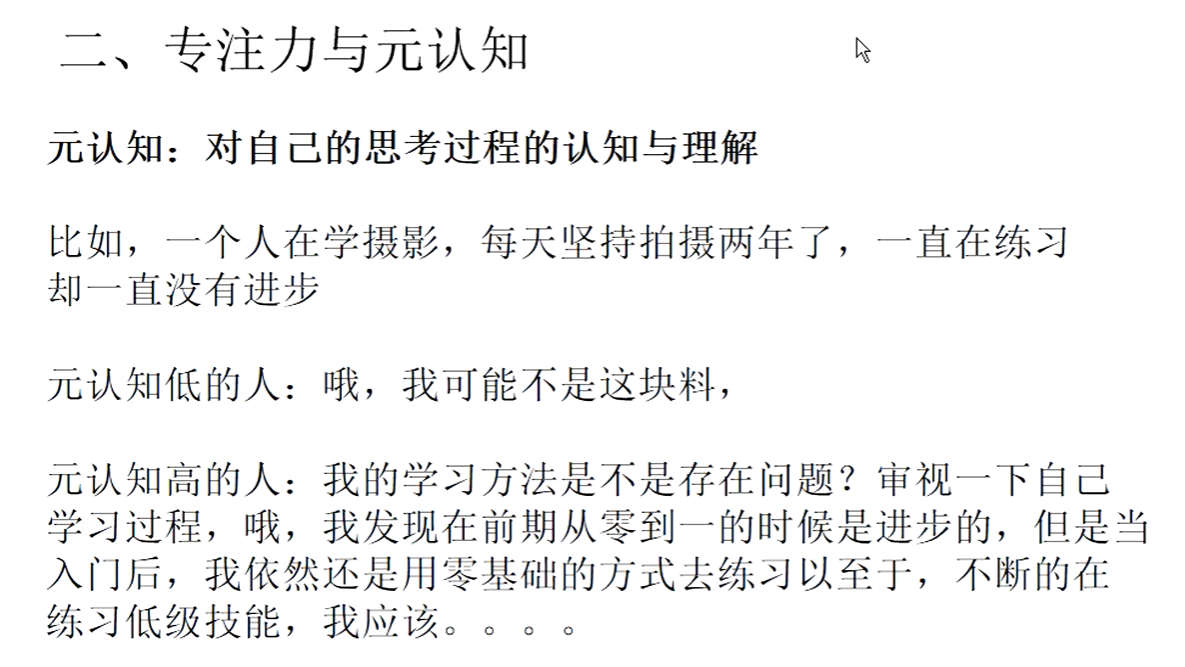 二、专注力与元认知
元认知：对自己的思考过程的认知与理解
比如，一个人在学摄影，每天坚持拍摄两年了，一直在练习
却一直没有进步
元认知低的人：哦，我可能不是这块料，
元认知高的人：我的学习方法是不是存在问题？审视一下自己
学习过程，哦，我发现在前期从零到一的时候是进步的，但是当
入门后，我依然还是用零基础的方式去练习以至于，不断的在
练习低级技能，我应该。。。。